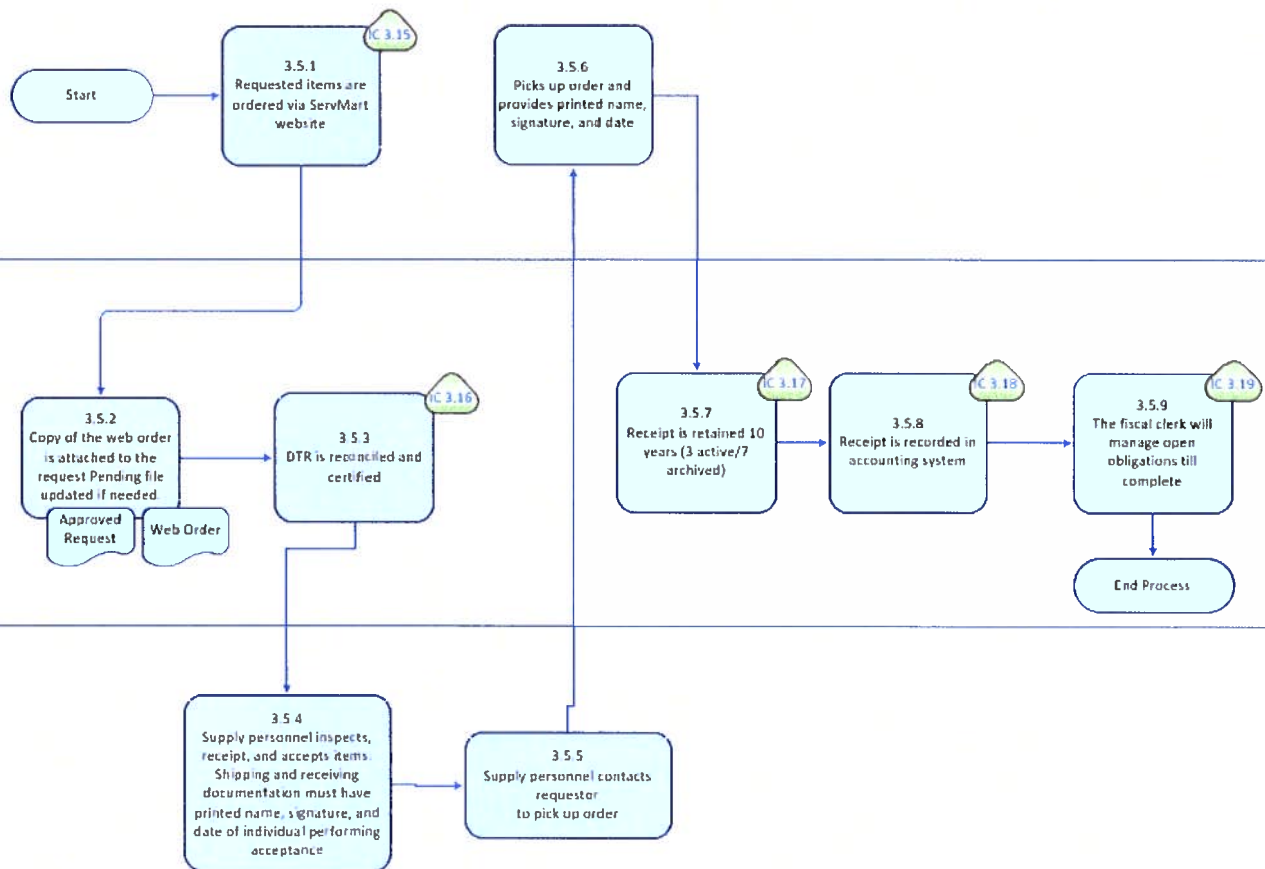 Start
3.5.1
Requested items are
ordered via ServMart
website
IC 3.15
3.5.6
Picks up order and
provides printed name,
signature, and date
3.5.2
Copy of the web order
is attached to the
request Pending file
updated if needed.
Approved
Request
Web Order
3.5.3
DTR is reconciled and
certified
IC 3.16
3.5.7
Receipt is retained 10
years (3 active/7
archived)
IC 3.17
3.5.8
Receipt is recorded in
accounting system
IC 3.18
3.5.9
The fiscal clerk will
manage open
obligations till
complete
IC 3.19
End Process
3.5.4
Supply personnel inspects,
receipt, and accepts items.
Shipping and receiving
documentation must have
printed name, signature, and
date of individual performing
acceptance
3.5.5
Supply personnel contacts
requestor
to pick up order